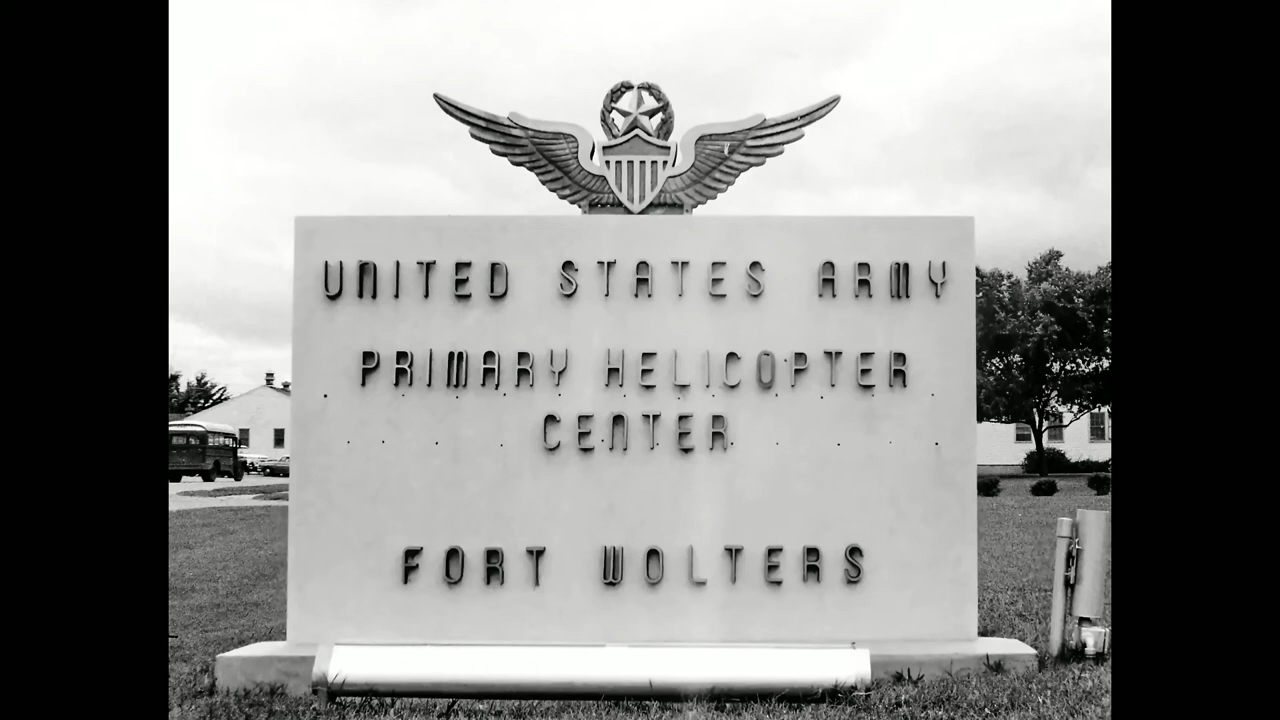 UNITED STATES ARMY
PRIMARY HELICOPTER
CENTER
FORT WOLTERS